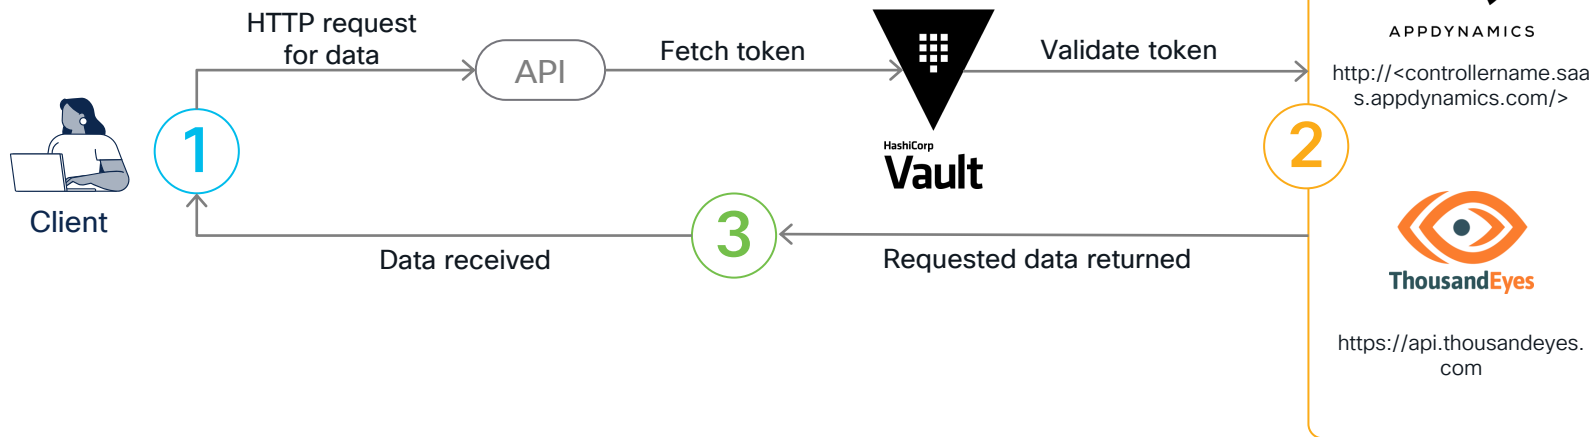 HTTP request
for data
API
Fetch token
HashiCorp
Vault
Validate token
APPDYNAMICS
http://<controllername.saa
s.appdynamics.com/>
1
2
Client
3
Data received
Requested data returned
ThousandEyes
https://api.thousandeyes.
com